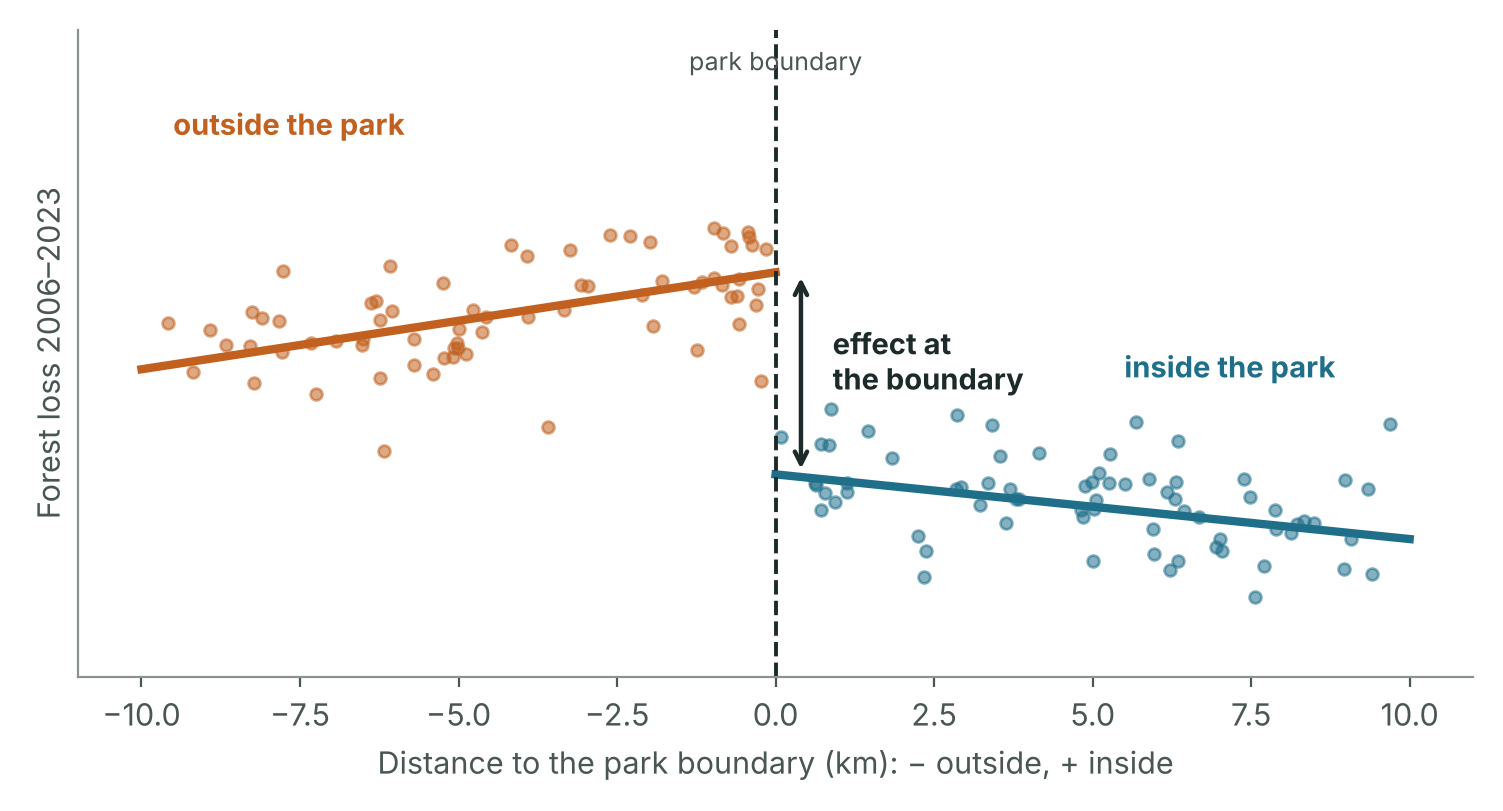 park boundary
outside the park
effect at
the boundary
inside the park
Forest loss 2006–2023
−10.0
−7.5
−5.0
−2.5
0.0
2.5
5.0
7.5
10.0
Distance to the park boundary (km): − outside, + inside